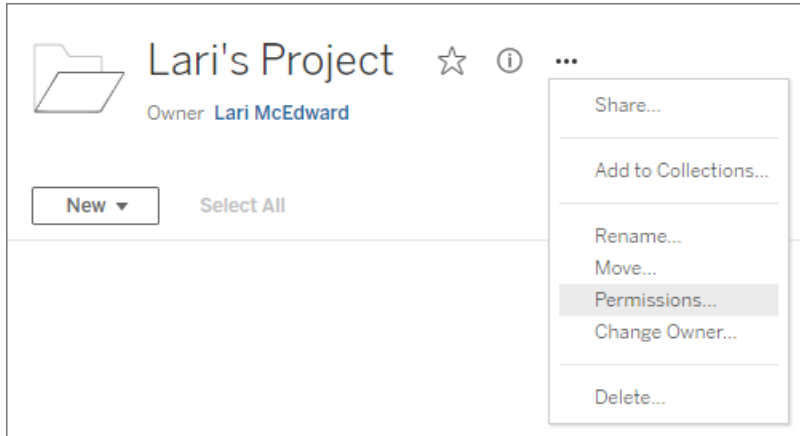 Lari's Project
Owner Lari McEdward
New
Select All
Share...
Add to Collections...
Rename...
Move...
Permissions...
Change Owner...
Delete...